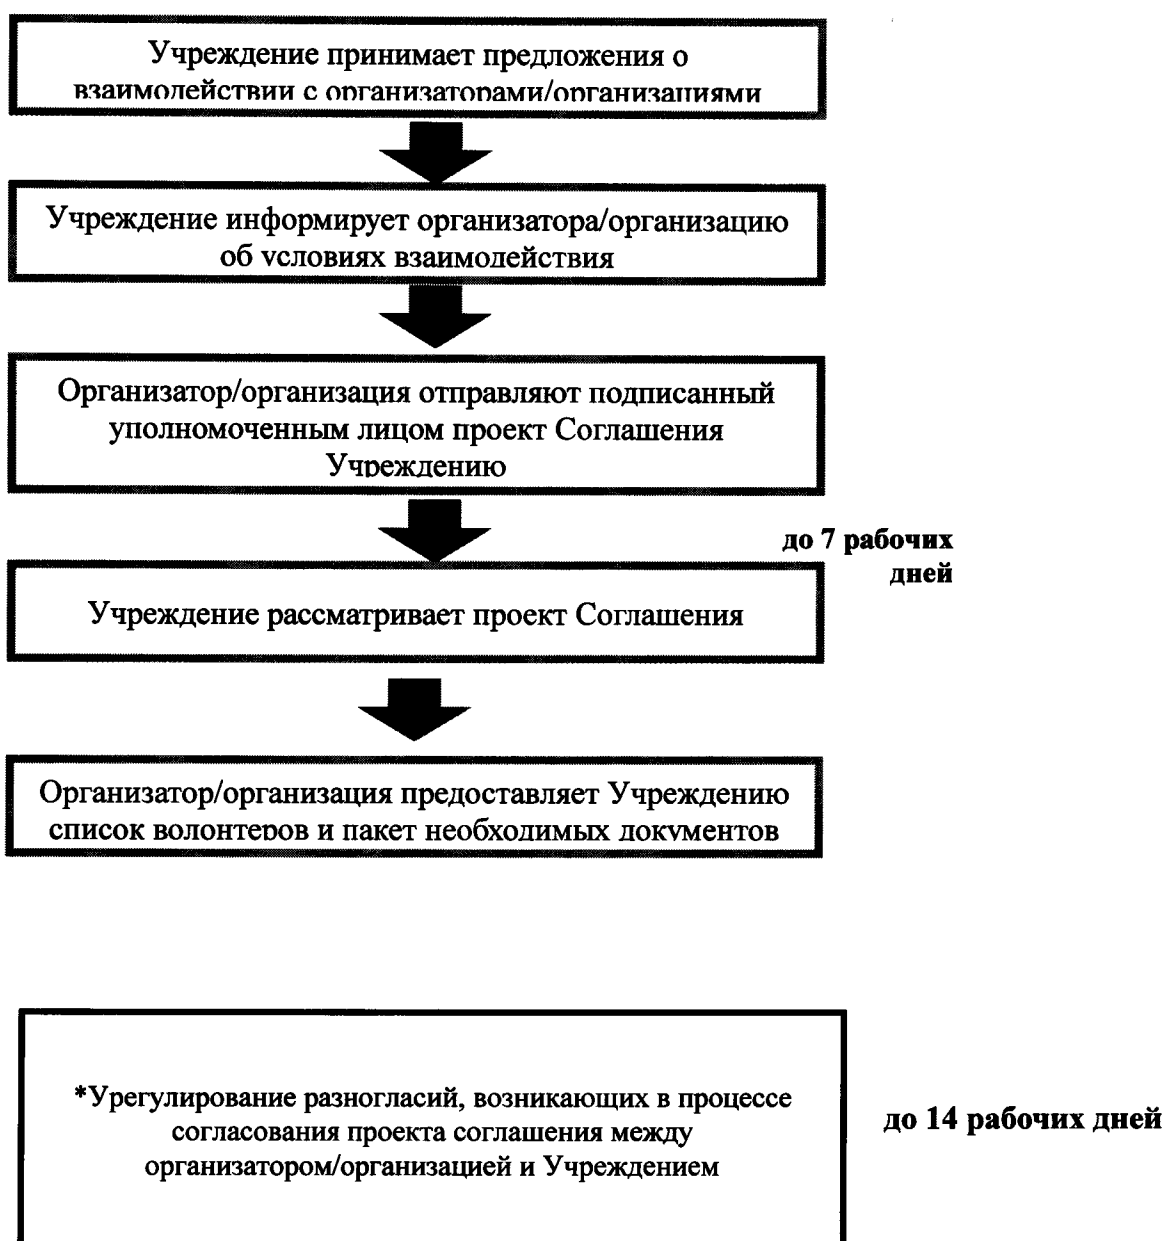 Учреждение принимает предложения о
взаимодействии с организаторами/организациями
Учреждение информирует организатора/организацию
об условиях взаимодействия
Организатор/организация отправляют подписанный
уполномоченным лицом проект Соглашения
Учреждению
до 7 рабочих
дней
Учреждение рассматривает проект Соглашения
Организатор/организация предоставляет Учреждению
список волонтеров и пакет необходимых документов
*Урегулирование разногласий, возникающих в процессе
согласования проекта соглашения между
организатором/организацией и Учреждением
до 14 рабочих дней